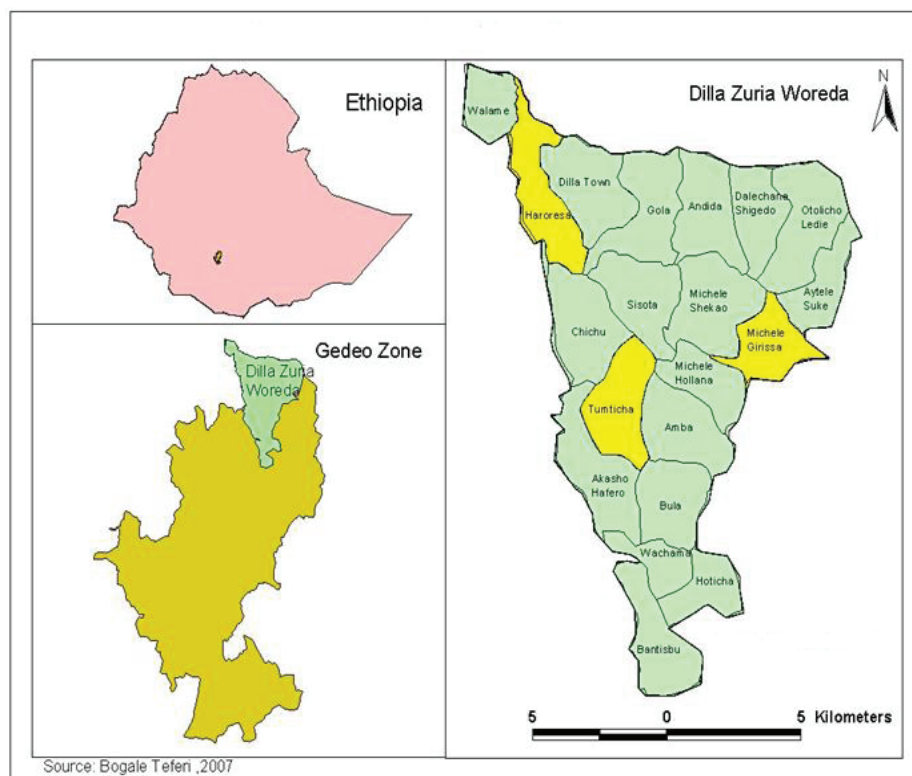 Ethiopia
Gedeo Zone
Dilla Zuria
Woreda
Dilla Zuria Woreda
N
Walame
Dilla Town
Haroresa
Gola
Andida
Dalechana
Shigedo
Otolicho
Ledie
Aytele
Suke
Michele
Shekao
Sisota
Chichu
Michele
Girissa
Michele
Hollana
Tumticha
Amba
Akasho
Hafero
Bula
Wachama
Hoticha
Bantisbu
5 0 5 Kilometers
Source: Bogale Teferi ,2007